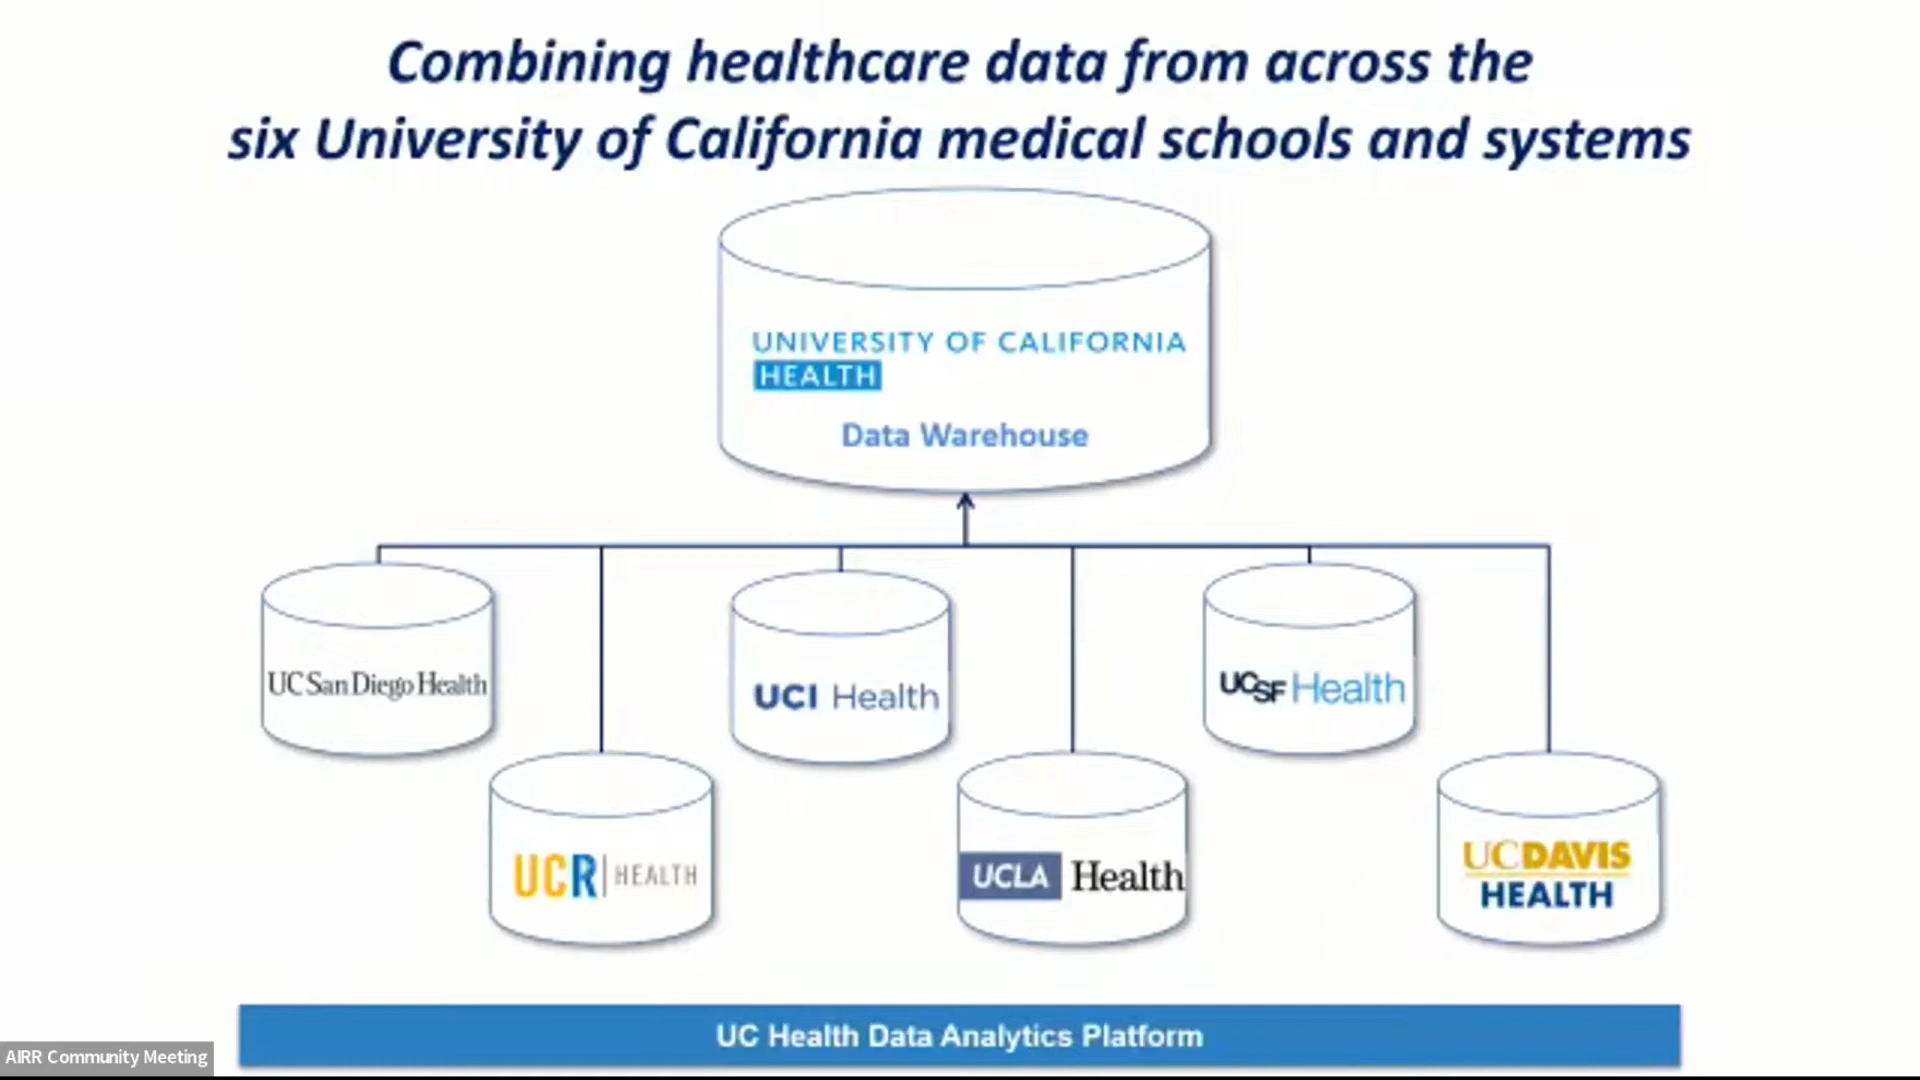 Combining healthcare data from across the
six University of California medical schools and systems
UNIVERSITY OF CALIFORNIA
HEALTH
Data Warehouse
UC San Diego Health
UCI Health
UCSF Health
UCR HEALTH
UCLA Health
UCDAVIS
HEALTH
UC Health Data Analytics Platform
AIRR Community Meeting